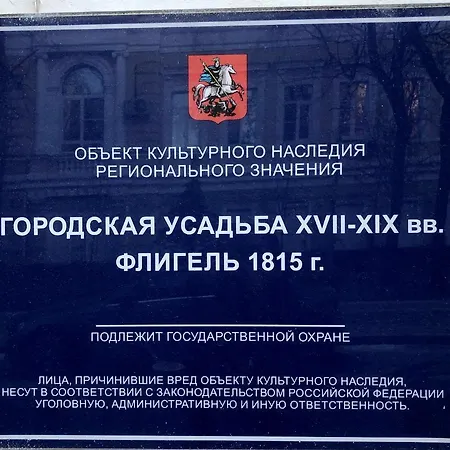 ОБЪЕКТ КУЛЬТУРНОГО НАСЛЕДИЯ
РЕГИОНАЛЬНОГО ЗНАЧЕНИЯ
ГОРОДСКАЯ УСАДЬБА XVII-XIX вв.
ФЛИГЕЛЬ 1815 г.
ПОДЛЕЖИТ ГОСУДАРСТВЕННОЙ ОХРАНЕ
ЛИЦА, ПРИЧИНИВШИЕ ВРЕД ОБЪЕКТУ КУЛЬТУРНОГО НАСЛЕДИЯ,
НЕСУТ В СООТВЕТСТВИИ С ЗАКОНОДАТЕЛЬСТВОМ РОССИЙСКОЙ ФЕДЕРАЦИИ
УГОЛОВНУЮ, АДМИНИСТРАТИВНУЮ И ИНУЮ ОТВЕТСТВЕННОСТЬ.